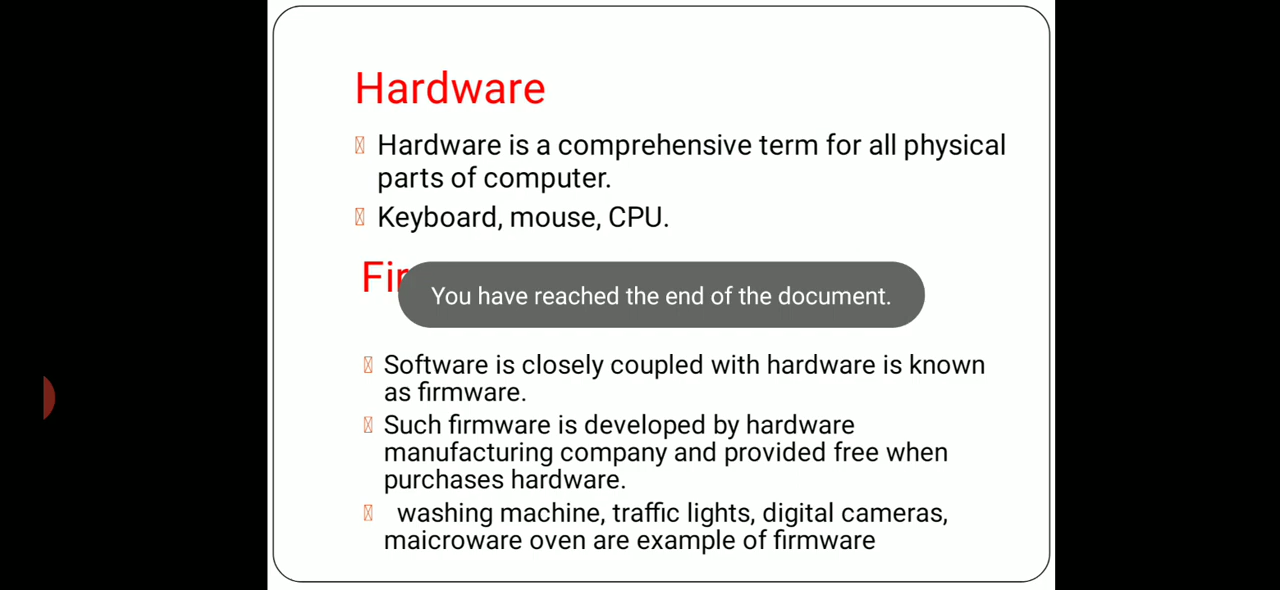 Hardware
Hardware is a comprehensive term for all physical
parts of computer.
Keyboard, mouse, CPU.
You have reached the end of the document.
Software is closely coupled with hardware is known
as firmware.
Such firmware is developed by hardware
manufacturing company and provided free when
purchases hardware.
washing machine, traffic lights, digital cameras,
maicroware oven are example of firmware